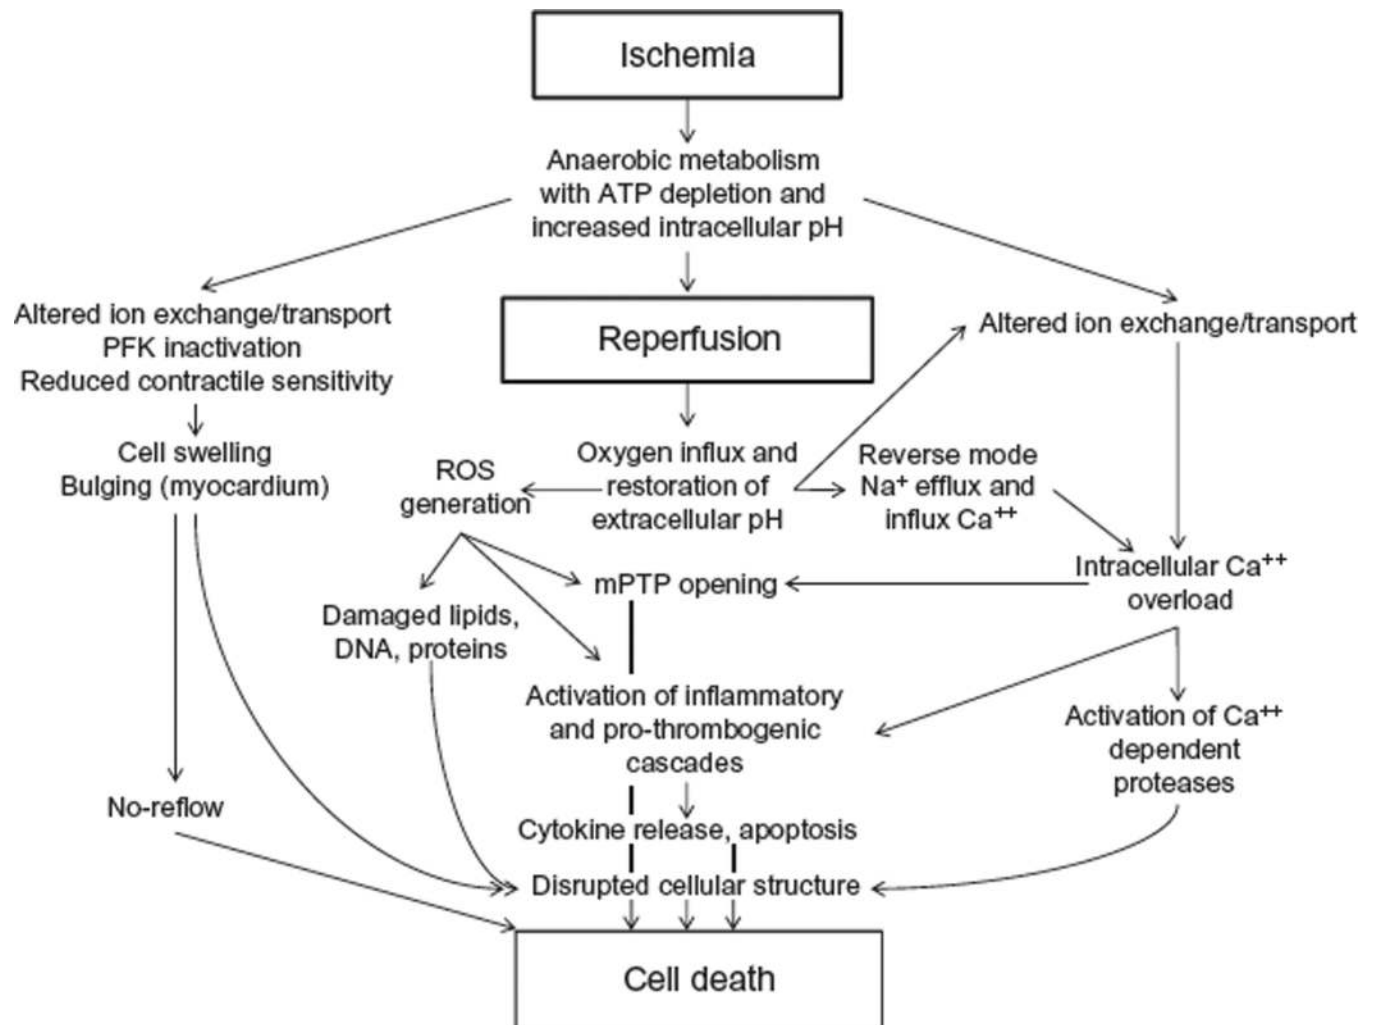 Ischemia
Anaerobic metabolism
with ATP depletion and
increased intracellular pH
Altered ion exchange/transport
PFK inactivation
Reduced contractile sensitivity
Reperfusion
Altered ion exchange/transport
Cell swelling
Bulging (myocardium)
ROS
generation
Oxygen influx and
restoration of
extracellular pH
Reverse mode
Na⁺ efflux and
influx Ca⁺⁺
mPTP opening
Intracellular Ca⁺⁺
overload
Damaged lipids,
DNA, proteins
Activation of inflammatory
and pro-thrombogenic
cascades
Activation of Ca⁺⁺
dependent
proteases
No-reflow
Cytokine release, apoptosis
Disrupted cellular structure
Cell death